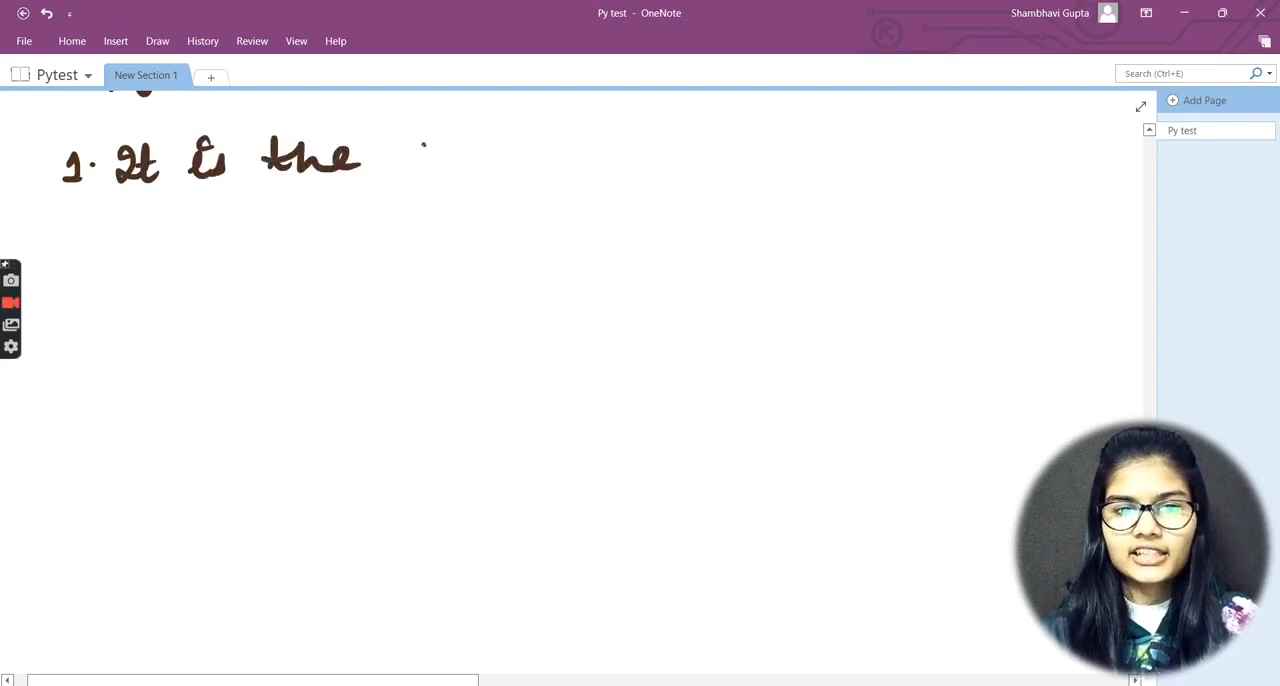 Py test - OneNote
Shambhavi Gupta
File Home Insert Draw History Review View Help
Pytest
New Section 1
+
Search (Ctrl+E)
Add Page
Py test
1. It is the